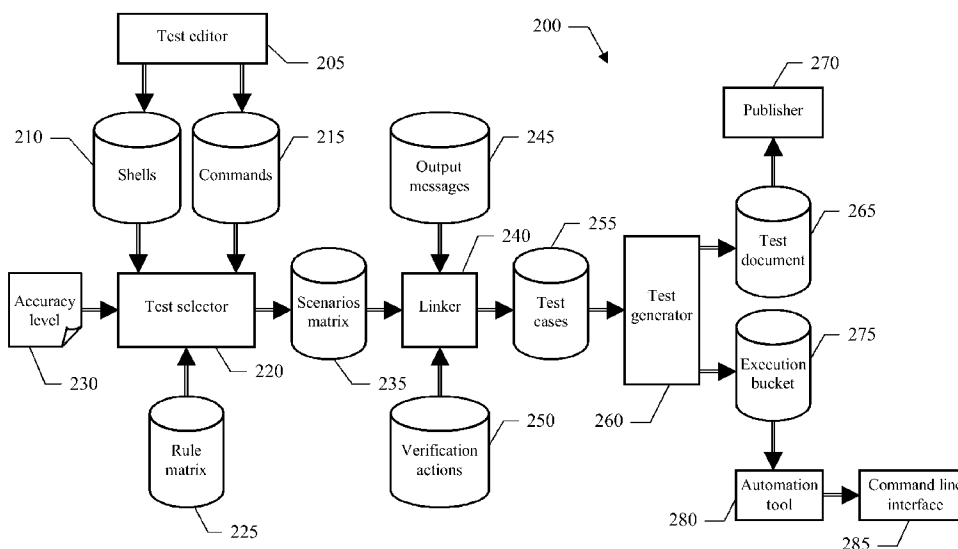 Test editor
205
200
270
Publisher
210
215
245
Shells
Commands
Output
messages
255
265
Test
document
240
Accuracy
level
Test selector
Scenarios
matrix
Linker
Test
cases
Test
generator
275
230
220
235
Execution
bucket
250
260
Rule
matrix
Verification
actions
225
280
Automation
tool
Command line
interface
285